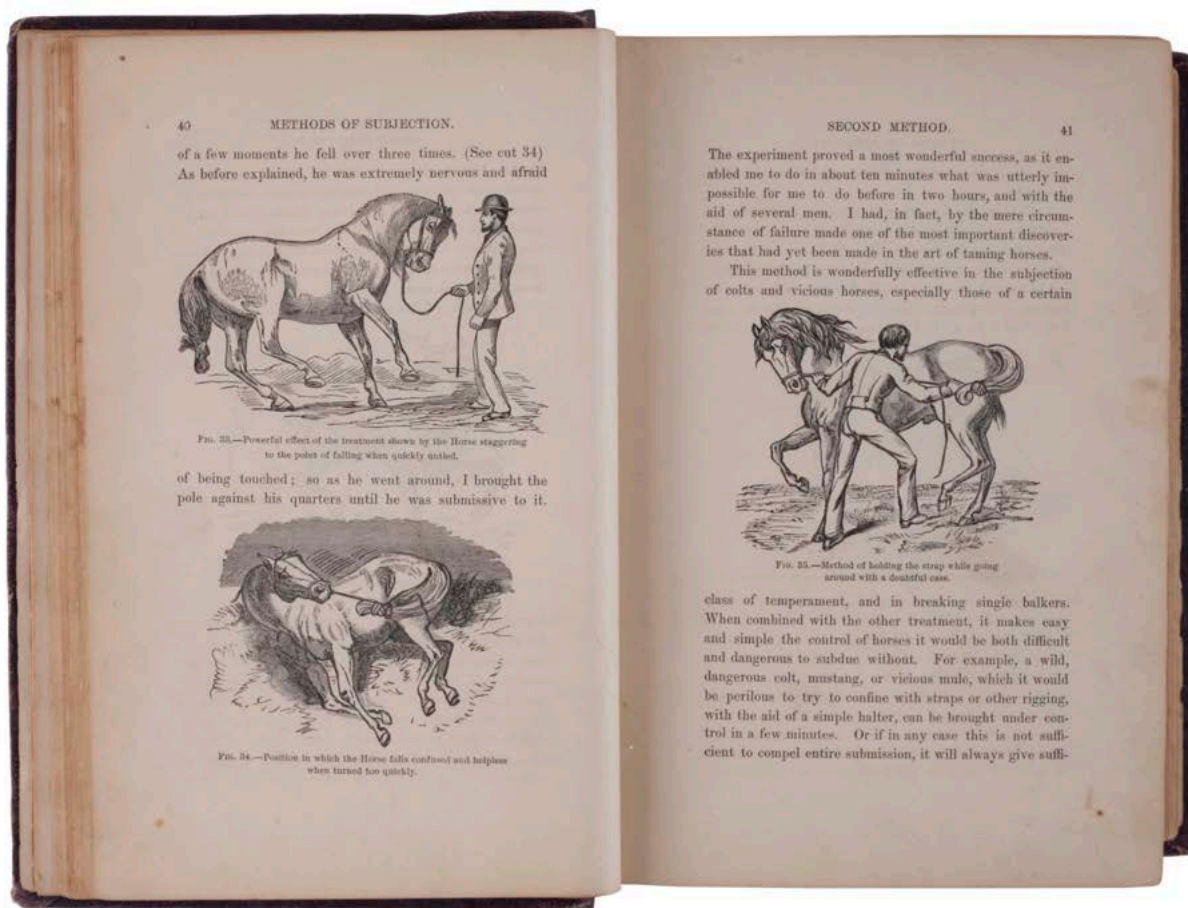 40 METHODS OF SUBJECTION.
of a few moments he fell over three times. (See cut 34)
As before explained, he was extremely nervous and afraid
FIG. 33.—Powerful effect of the treatment shown by the Horse staggering
to the point of falling when quickly untied.
of being touched; so as he went around, I brought the
pole against his quarters until he was submissive to it.
FIG. 34.—Position in which the Horse falls confused and helpless
when turned too quickly.
SECOND METHOD. 41
The experiment proved a most wonderful success, as it en-
abled me to do in about ten minutes what was utterly im-
possible for me to do before in two hours, and with the
aid of several men. I had, in fact, by the mere circum-
stance of failure made one of the most important discover-
ies that had yet been made in the art of taming horses.
This method is wonderfully effective in the subjection
of colts and vicious horses, especially those of a certain
FIG. 35.—Method of holding the strap while going
around with a doubtful case.
class of temperament, and in breaking single balkers.
When combined with the other treatment, it makes easy
and simple the control of horses it would be both difficult
and dangerous to subdue without. For example, a wild,
dangerous colt, mustang, or vicious mule, which it would
be perilous to try to confine with straps or other rigging,
with the aid of a simple halter, can be brought under con-
trol in a few minutes. Or if in any case this is not suffi-
cient to compel entire submission, it will always give suffi-